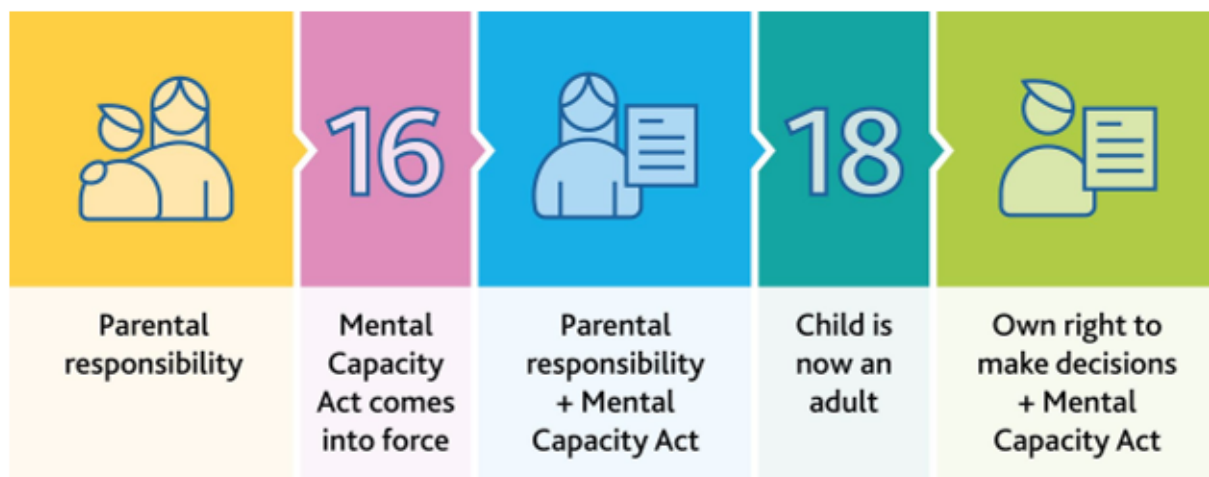 16
18
Parental
responsibility
Mental
Capacity
Act comes
into force
Parental
responsibility
+ Mental
Capacity Act
Child is
now an
adult
Own right to
make decisions
+ Mental
Capacity Act